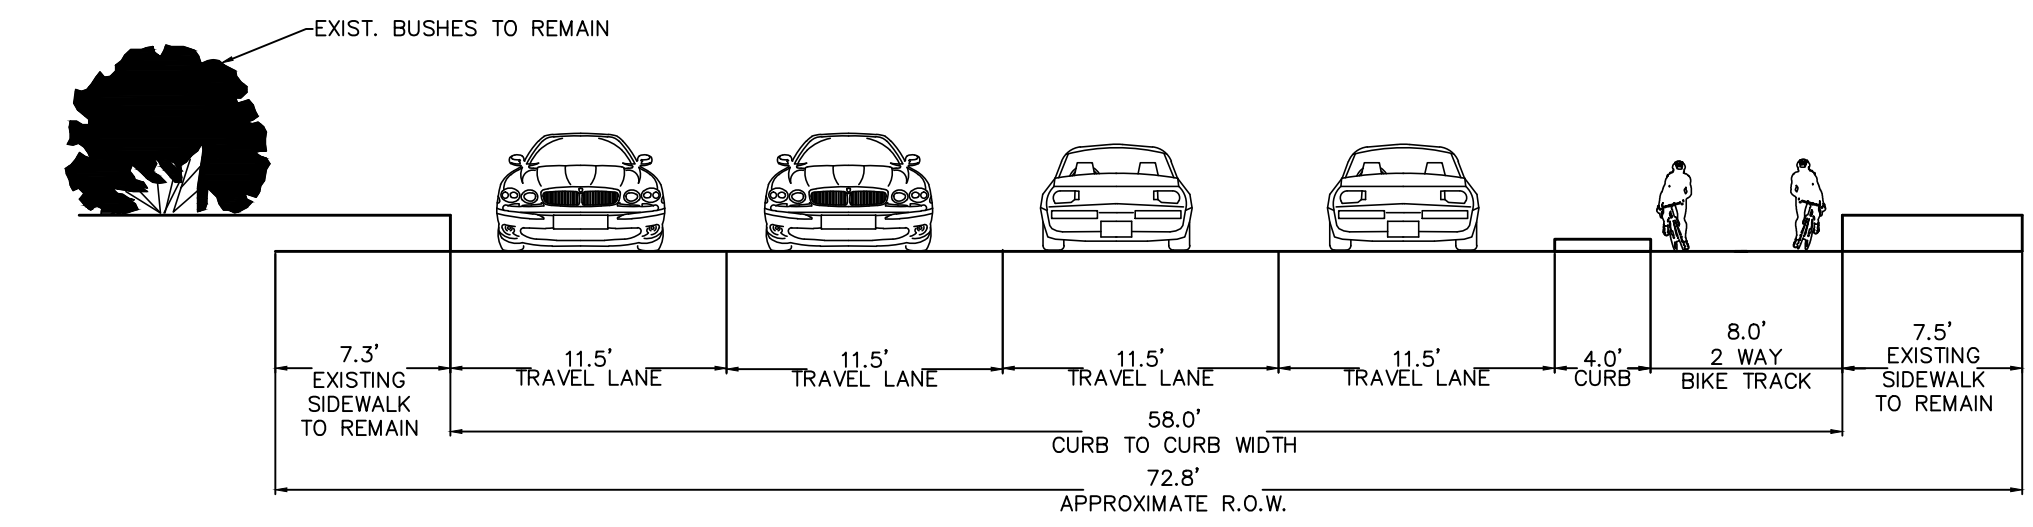 EXIST. BUSHES TO REMAIN
7.3'
EXISTING
SIDEWALK
TO REMAIN
11.5'
TRAVEL LANE
11.5'
TRAVEL LANE
11.5'
TRAVEL LANE
11.5'
TRAVEL LANE
4.0'
CURB
8.0'
2 WAY
BIKE TRACK
7.5'
EXISTING
SIDEWALK
TO REMAIN
58.0'
CURB TO CURB WIDTH
72.8'
APPROXIMATE R.O.W.